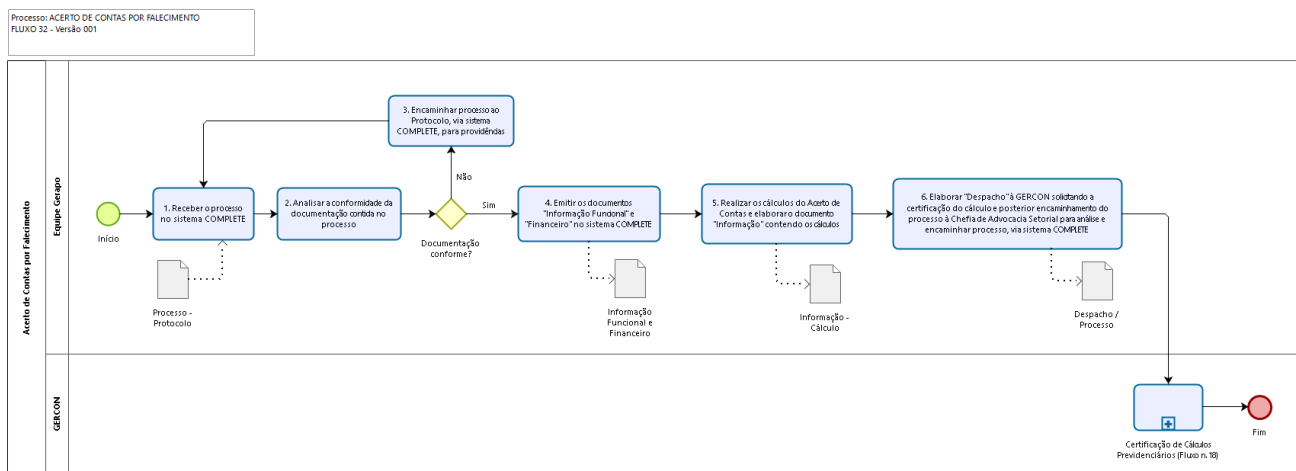 Processo: ACERTO DE CONTAS POR FALECIMENTO
FLUXO 32 - Versão 001
Acerto de Contas por Falecimento
Equipe Gerapo
Início
1. Receber o processo
no sistema COMPLETE
Processo -
Protocolo
2. Analisar a conformidade da
documentação contida no
processo
3. Encaminhar processo ao
Protocolo, via sistema
COMPLETE, para providências
Não
Sim
Documentação
conforme?
4. Emitir os documentos
"Informação Funcional" e
"Financeiro" no sistema COMPLETE
Informação
Funcional e
Financeiro
5. Realizar os cálculos do Acerto de
Contas e elaborar o documento
"Informação" contendo os cálculos
Informação -
Cálculo
6. Elaborar "Despacho" à GERCON solicitando a
certificação do cálculo e posterior encaminhamento do
processo à Chefia de Advocacia Setorial para análise e
encaminhar processo, via sistema COMPLETE
Despacho /
Processo
GERCON
Certificação de Cálculos
Previdenciários (Fluxo n. 18)
Fim